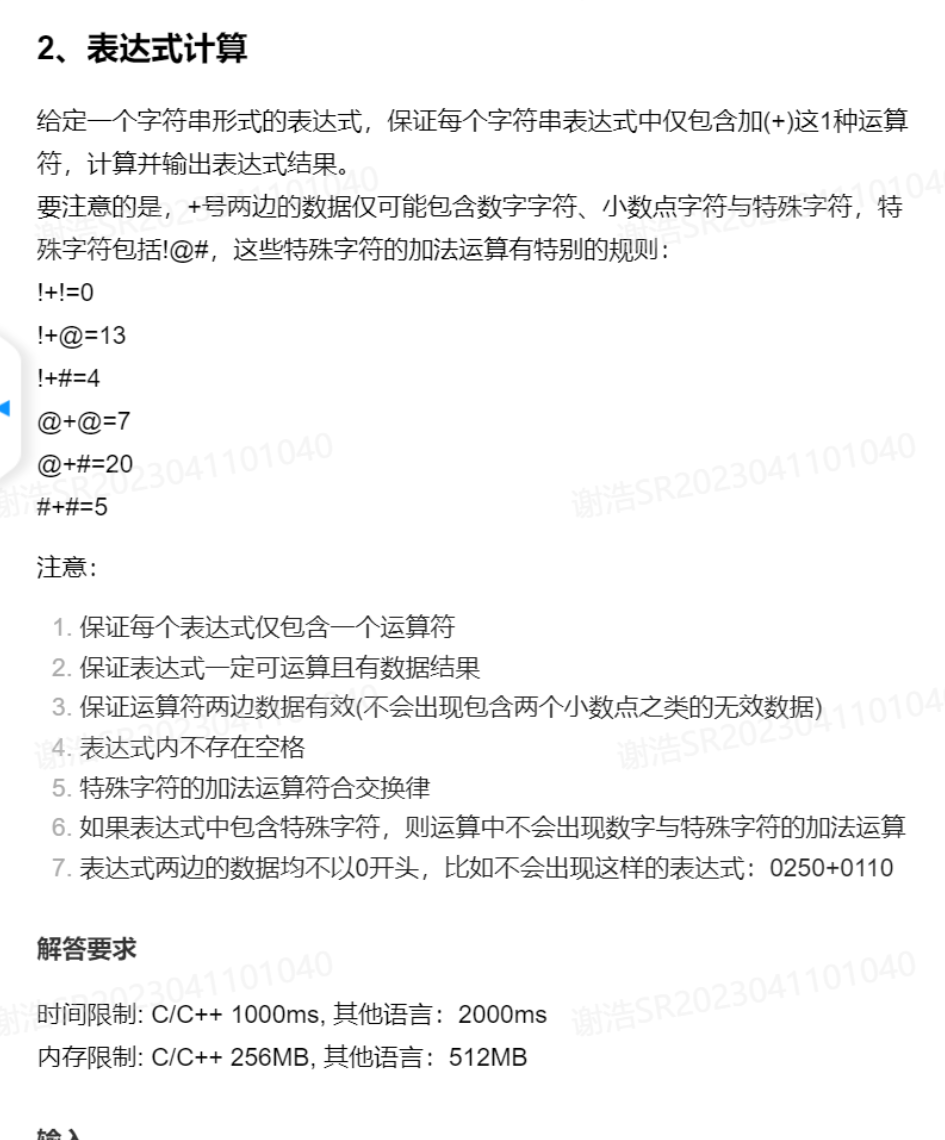 2、表达式计算
给定一个字符串形式的表达式，保证每个字符串表达式中仅包含加(+)这1种运算
符，计算并输出表达式结果。
要注意的是，+号两边的数据仅可能包含数字字符、小数点字符与特殊字符，特
殊字符包括!@#，这些特殊字符的加法运算有特别的规则：
!+!=0
!+@=13
!+#=4
@+@=7
@+#=20
#+#=5
注意：
1. 保证每个表达式仅包含一个运算符
2. 保证表达式一定可运算且有数据结果
3. 保证运算符两边数据有效(不会出现包含两个小数点之类的无效数据)
4. 表达式内不存在空格
5. 特殊字符的加法运算符合交换律
6. 如果表达式中包含特殊字符，则运算中不会出现数字与特殊字符的加法运算
7. 表达式两边的数据均不以0开头，比如不会出现这样的表达式：0250+0110
解答要求
时间限制: C/C++ 1000ms, 其他语言：2000ms
内存限制: C/C++ 256MB, 其他语言：512MB
谢浩SR2023041101040